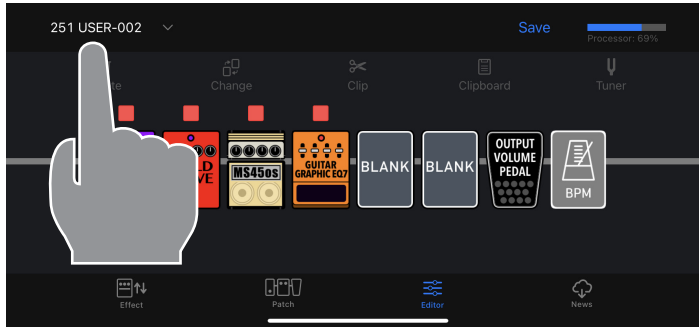 251 USER-002
Save
Processor: 69%
Change
Clip
Clipboard
Tuner
MS45os
GUITAR
GRAPHIC EQ7
BLANK
BLANK
OUTPUT
VOLUME
PEDAL
BPM
Effect
Patch
Editor
News